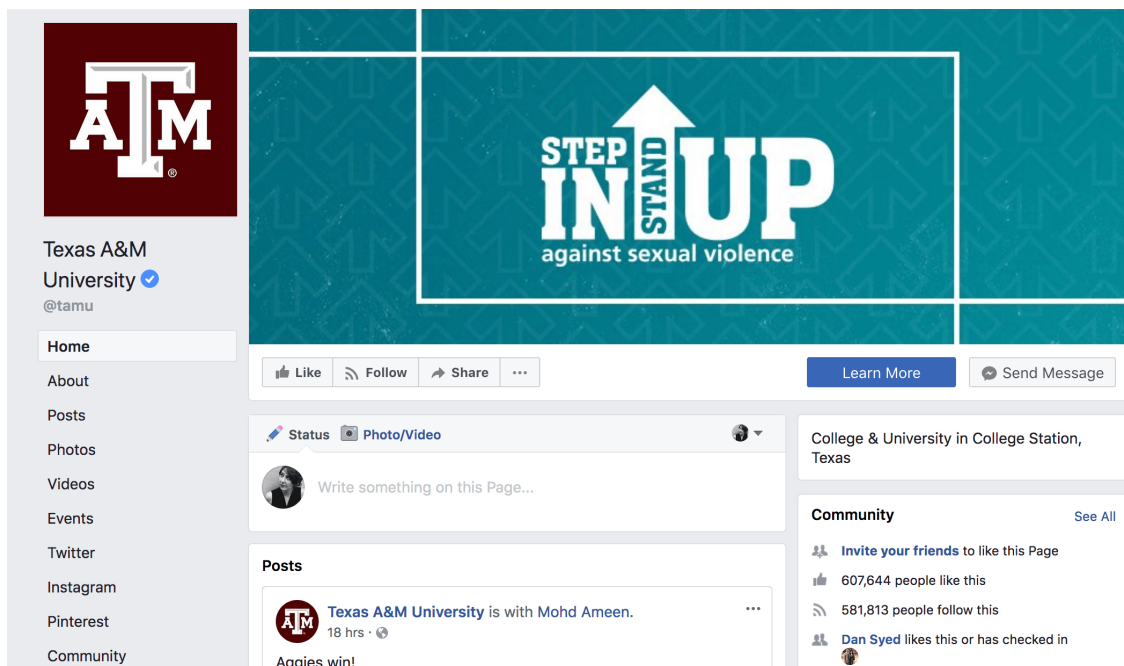 ATM
®
Texas A&M
University
@tamu
Home
About
Posts
Photos
Videos
Events
Twitter
Instagram
Pinterest
Community
STEP
IN
STAND
UP
against sexual violence
Like
Follow
Share
...
Learn More
Send Message
Status
Photo/Video
Write something on this Page...
Posts
ATM
Texas A&M University is with Mohd Ameen.
...
18 hrs ·
Aggies win!
College & University in College Station,
Texas
Community
See All
Invite your friends to like this Page
607,644 people like this
581,813 people follow this
Dan Syed likes this or has checked in